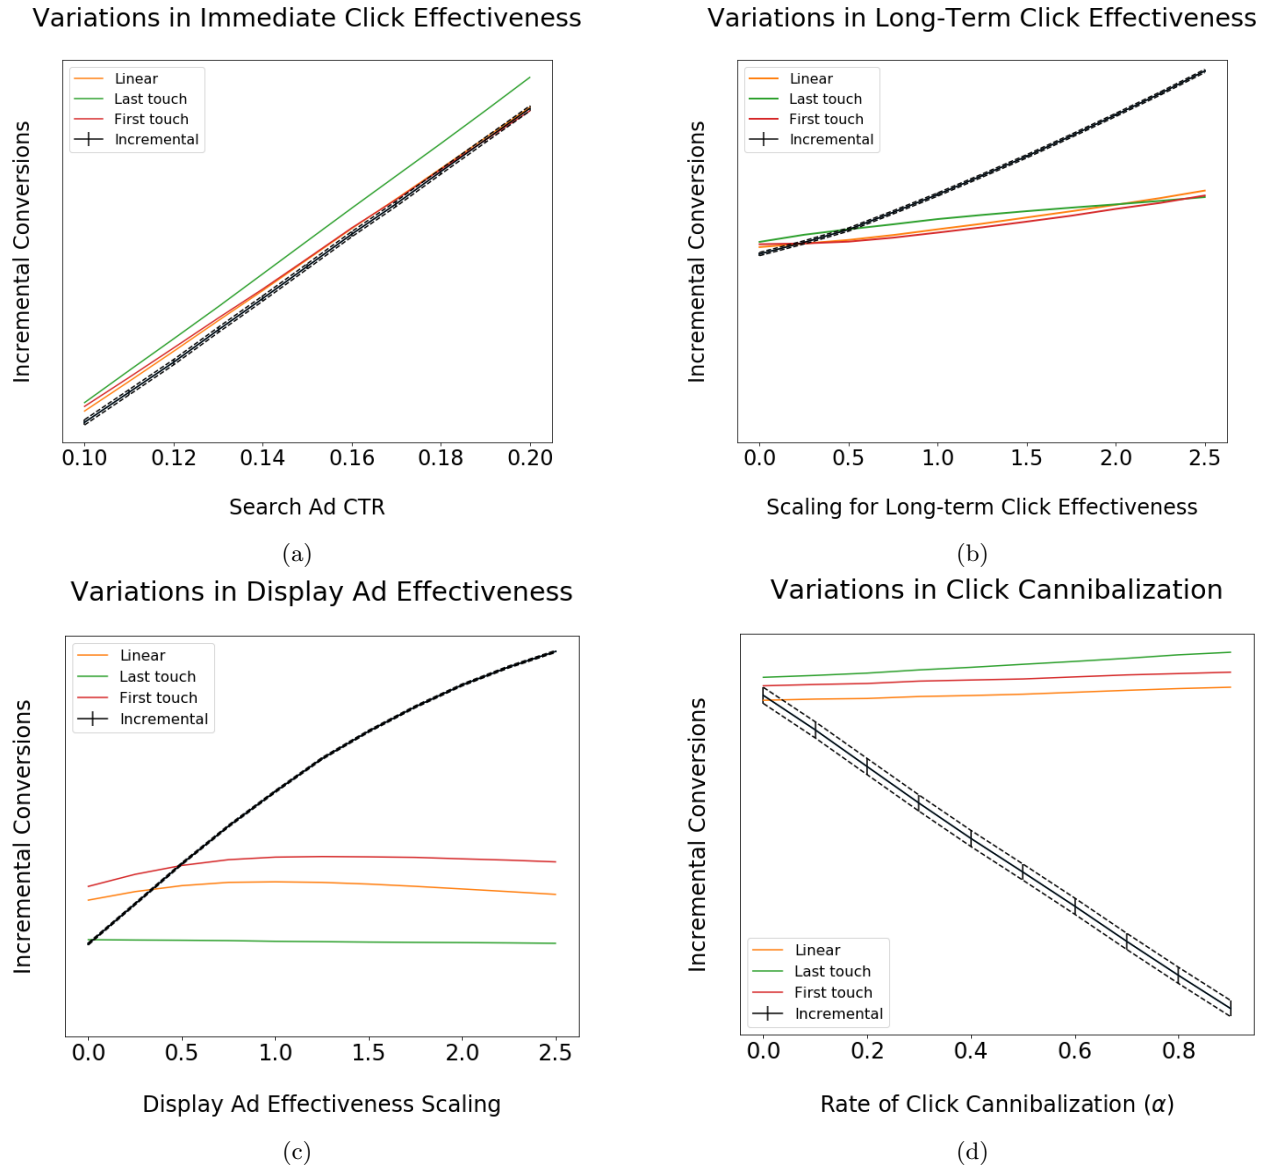 Variations in Immediate Click Effectiveness
Linear
Last touch
First touch
Incremental
Incremental Conversions
0.10 0.12 0.14 0.16 0.18 0.20
Search Ad CTR
(a)
Variations in Long-Term Click Effectiveness
Linear
Last touch
First touch
Incremental
Incremental Conversions
0.0 0.5 1.0 1.5 2.0 2.5
Scaling for Long-term Click Effectiveness
(b)
Variations in Display Ad Effectiveness
Linear
Last touch
First touch
Incremental
Incremental Conversions
0.0 0.5 1.0 1.5 2.0 2.5
Display Ad Effectiveness Scaling
(c)
Variations in Click Cannibalization
Incremental Conversions
Linear
Last touch
First touch
Incremental
0.0 0.2 0.4 0.6 0.8
Rate of Click Cannibalization (α)
(d)